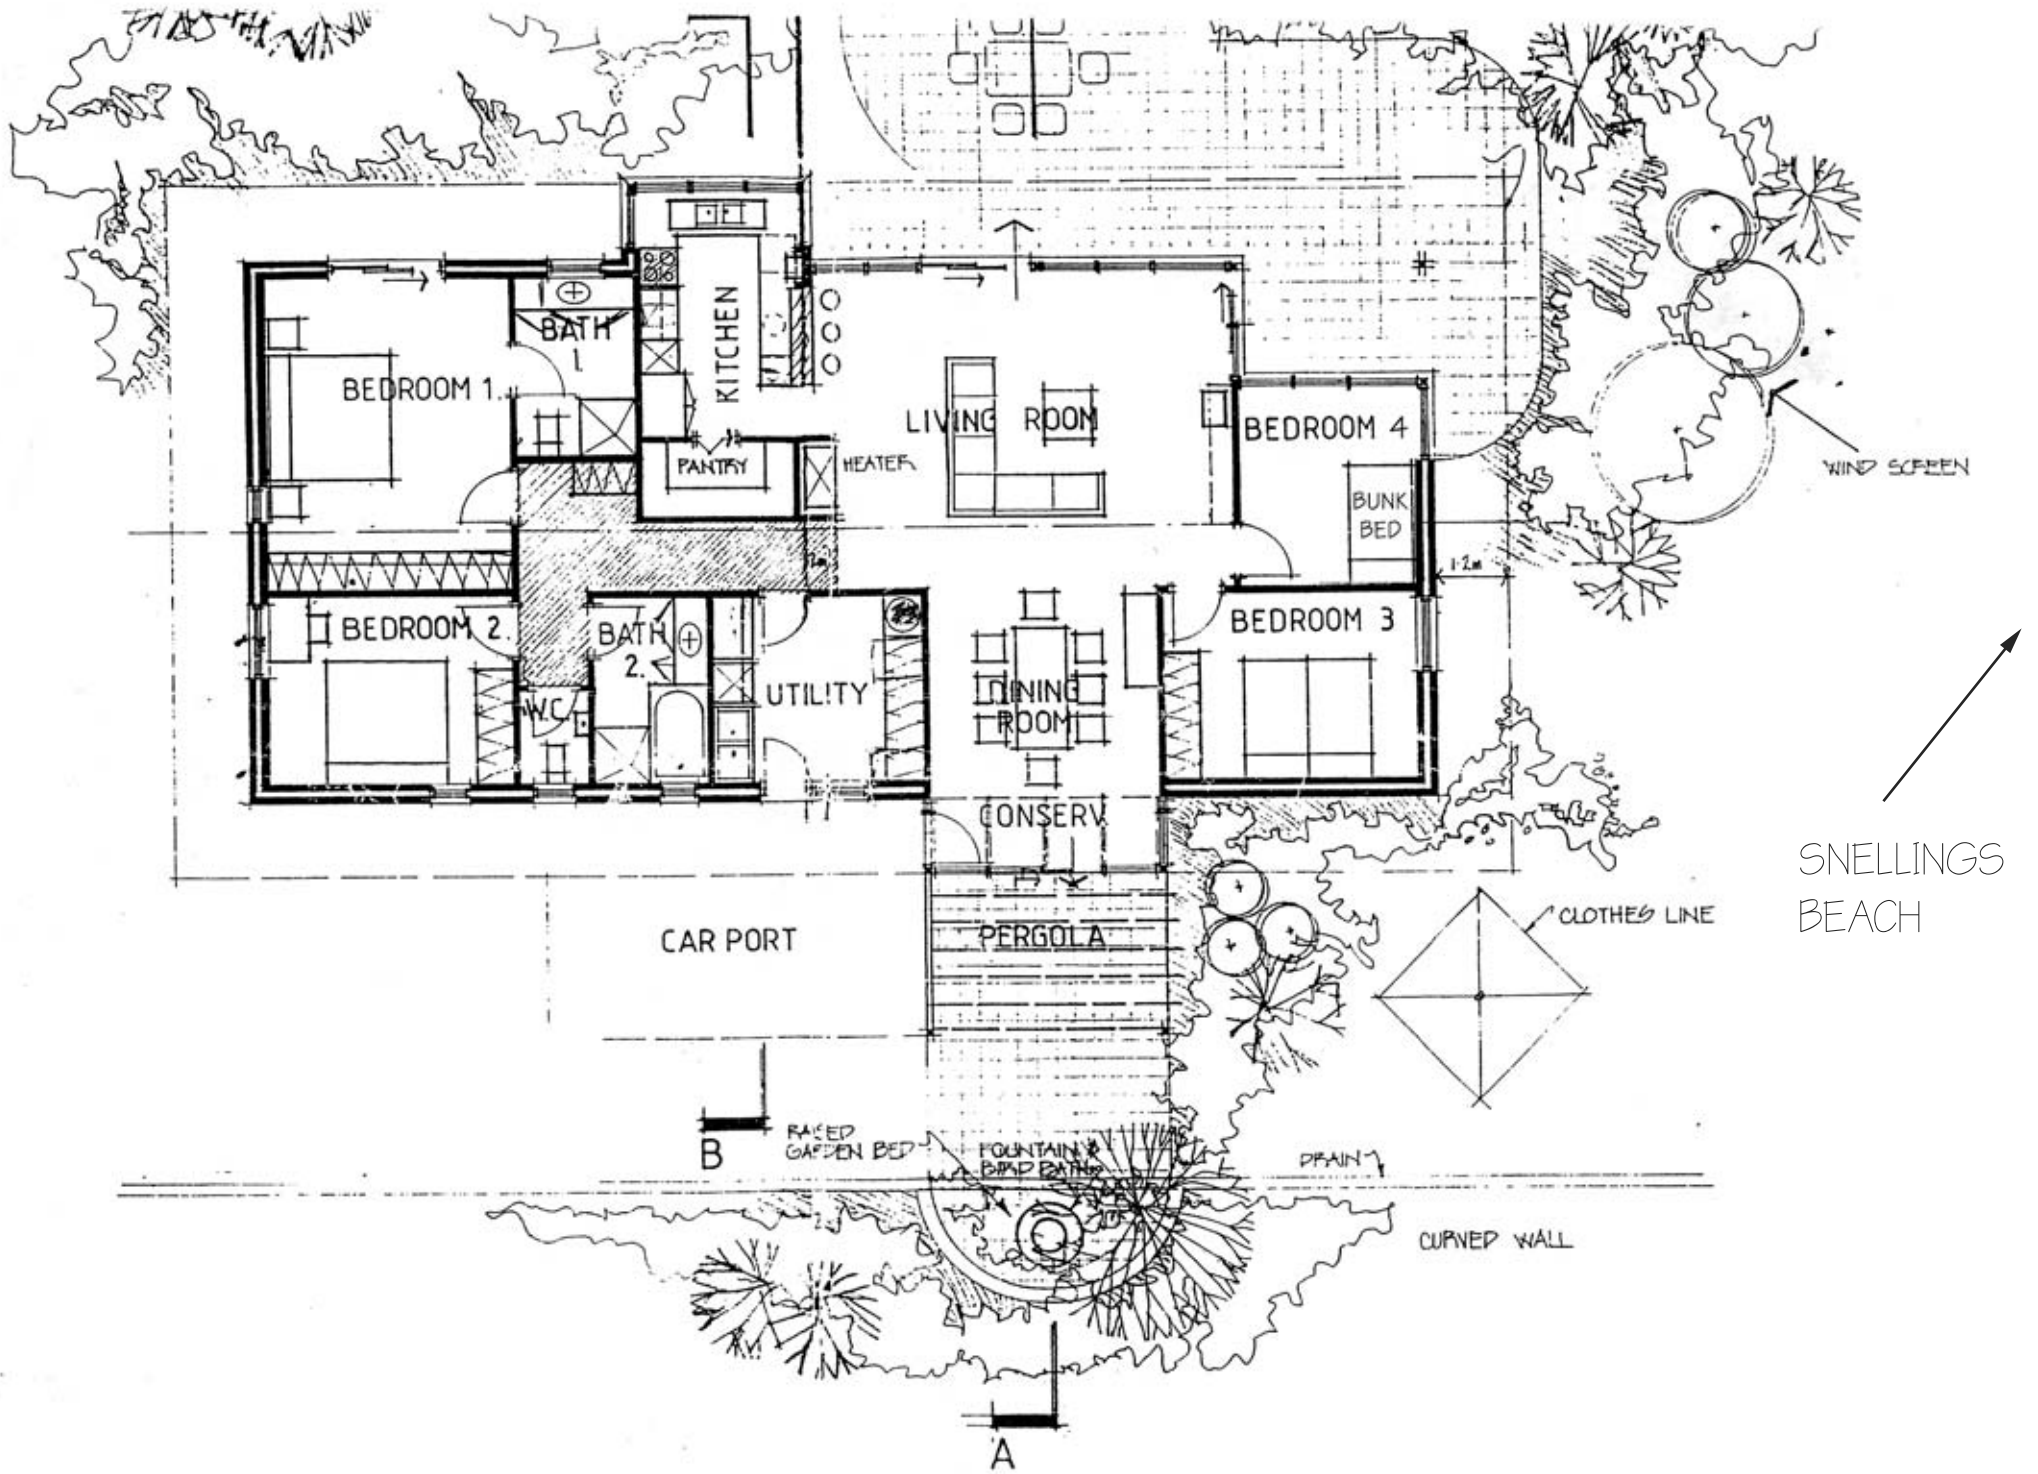 BATH
1.
KITCHEN
BEDROOM 1.
LIVING ROOM
BEDROOM 4
PANTRY
HEATER
WIND SCREEN
BUNK
BED
1·2m
BEDROOM 2.
BATH
2.
BEDROOM 3
W.C.
UTILITY
DINING
ROOM
CONSERV.
SNELLINGS
BEACH
CAR PORT
PERGOLA
CLOTHES LINE
B
RAISED
GARDEN BED
FOUNTAIN &
BIRD BATH
DRAIN
CURVED WALL
A